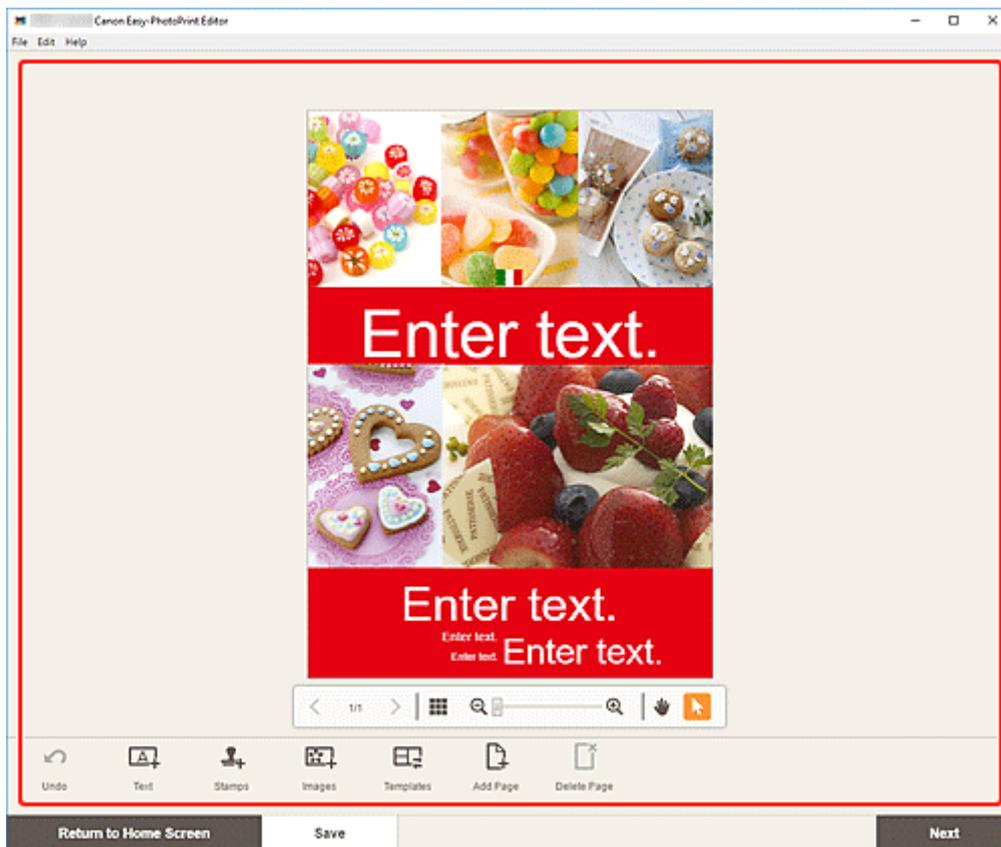 Canon Easy-PhotoPrint Editor
File Edit Help
Enter text.
PATISSERIE
Enter text.
Enter text.
Enter text. Enter text.
1/1
Undo Text Stamps Images Templates Add Page Delete Page
Return to Home Screen Save Next